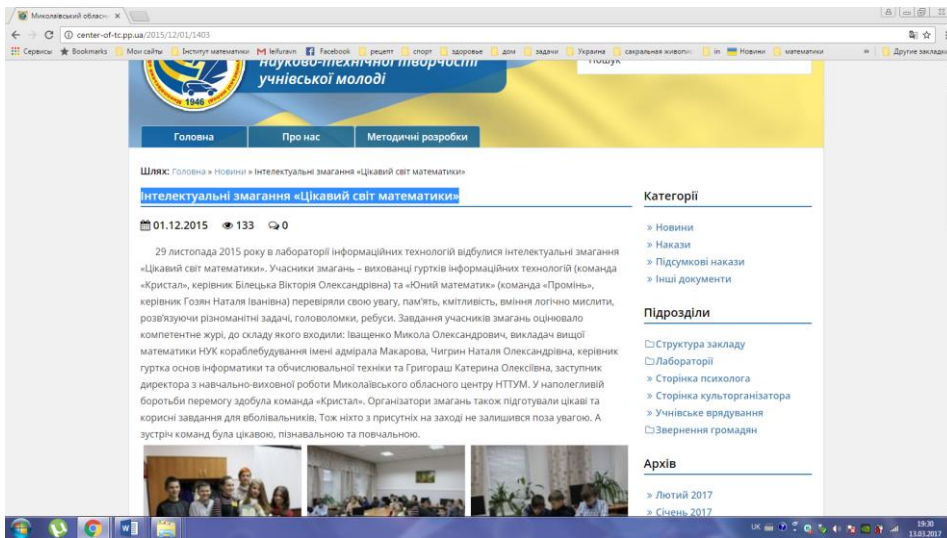 Миколаївський област
center-of-tc.pp.ua/2015/12/01/1403
Сервисы Bookmarks Мои сайты Інститут математики leifuravn Facebook рецепт спорт здоровье дом задачи Украина сакральная живопис in Новини математики » Другие закладки
науково-технічної творчості
учнівської молоді
1946
Пошук
Головна Про нас Методичні розробки
Шлях: Головна » Новини » Інтелектуальні змагання «Цікавий світ математики»
Інтелектуальні змагання «Цікавий світ математики»
01.12.2015 133 0
29 листопада 2015 року в лабораторії інформаційних технологій відбулися інтелектуальні змагання
«Цікавий світ математики». Учасники змагань – вихованці гуртків інформаційних технологій (команда
«Кристал», керівник Білецька Вікторія Олександрівна) та «Юний математик» (команда «Промінь»,
керівник Гозян Наталя Іванівна) перевіряли свою увагу, пам'ять, кмітливість, вміння логічно мислити,
розв'язуючи різноманітні задачі, головоломки, ребуси. Завдання учасників змагань оцінювало
компетентне журі, до складу якого входили: Іващенко Микола Олександрович, викладач вищої
математики НУК кораблебудування імені адмірала Макарова, Чигрин Наталя Олександрівна, керівник
гуртка основ інформатики та обчислювальної техніки та Григораш Катерина Олексіївна, заступник
директора з навчально-виховної роботи Миколаївського обласного центру НТТУМ. У наполегливій
боротьби перемогу здобула команда «Кристал». Організатори змагань також підготували цікаві та
корисні завдання для вболівальників. Тож ніхто з присутніх на заході не залишився поза увагою. А
зустріч команд була цікавою, пізнавальною та повчальною.
Категорії
» Новини
» Накази
» Підсумкові накази
» Інші документи
Підрозділи
Структура закладу
Лабораторії
» Сторінка психолога
» Сторінка культорганізатора
» Учнівське врядування
Звернення громадян
Архів
» Лютий 2017
» Січень 2017
UK 19:30
13.03.2017